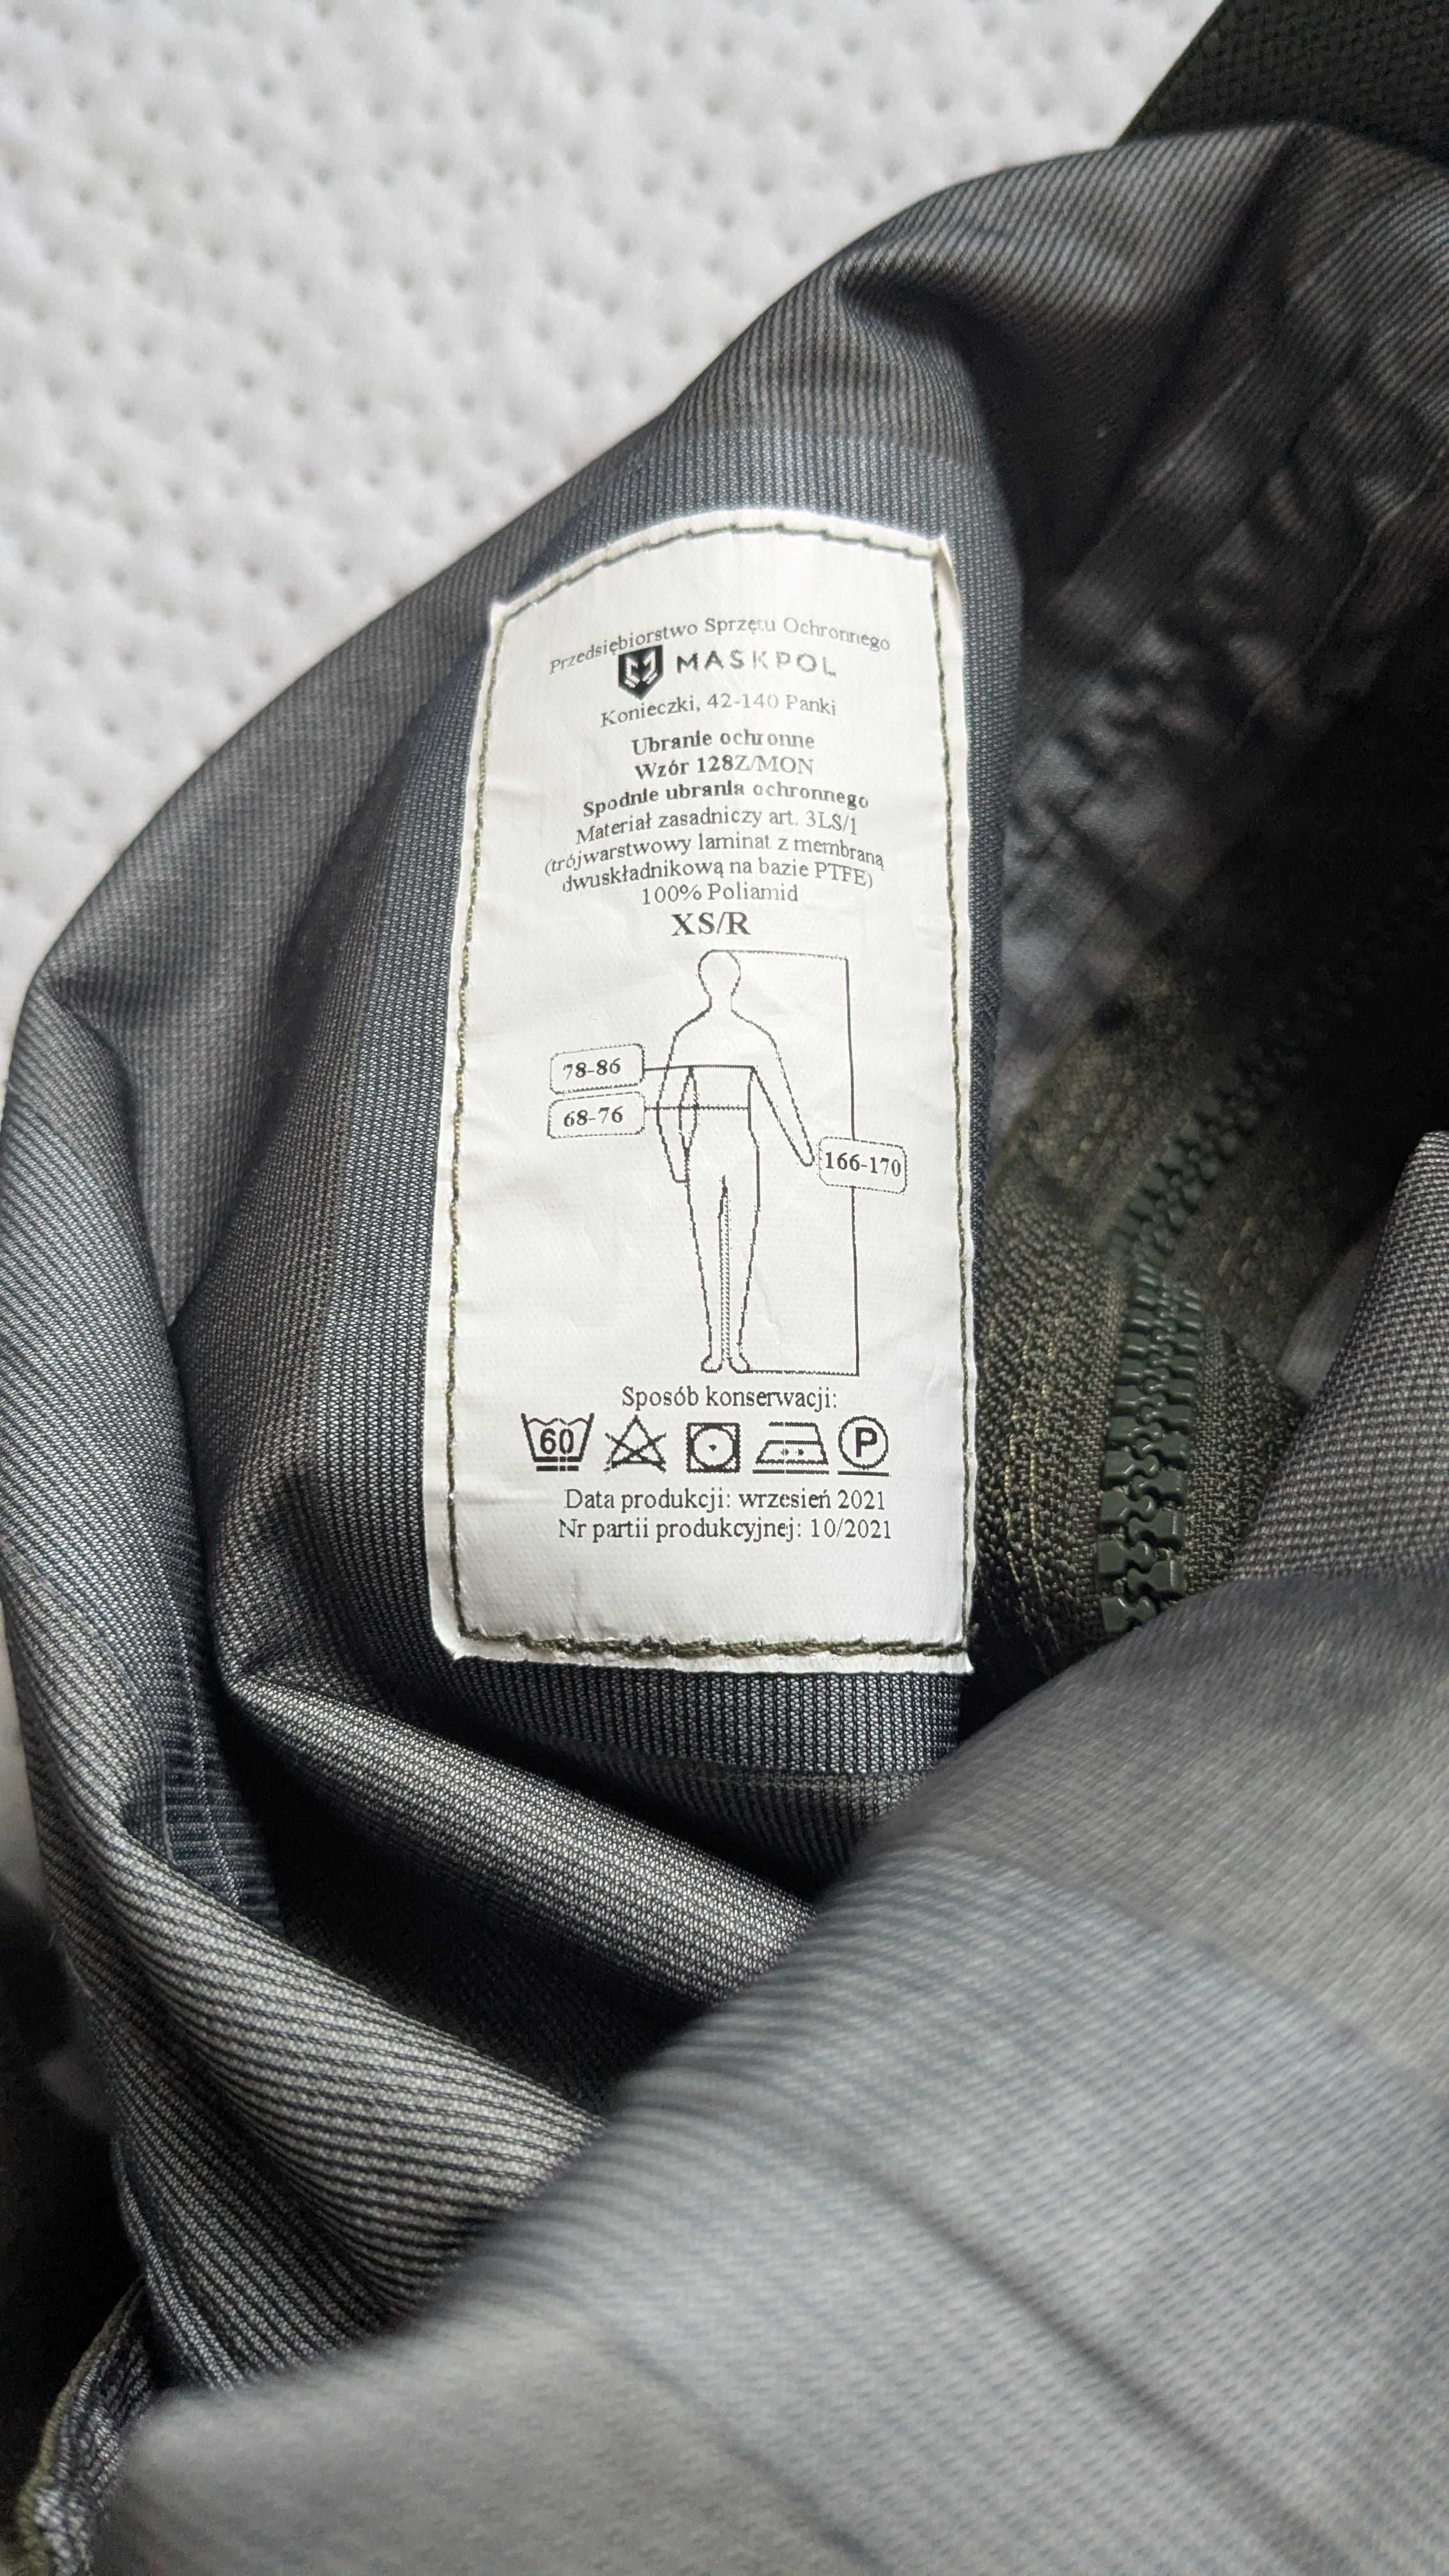 Przedsiębiorstwo Sprzętu Ochronnego
MASKPOL
Konieczki, 42-140 Panki
Ubranie ochronne
Wzór 128Z/MON
Spodnie ubrania ochronnego
Materiał zasadniczy art. 3LS/1
(trójwarstwowy laminat z membraną
dwuskładnikową na bazie PTFE)
100% Poliamid
XS/R
78-86
68-76
166-170
Sposób konserwacji:
60 P
Data produkcji: wrzesień 2021
Nr partii produkcyjnej: 10/2021